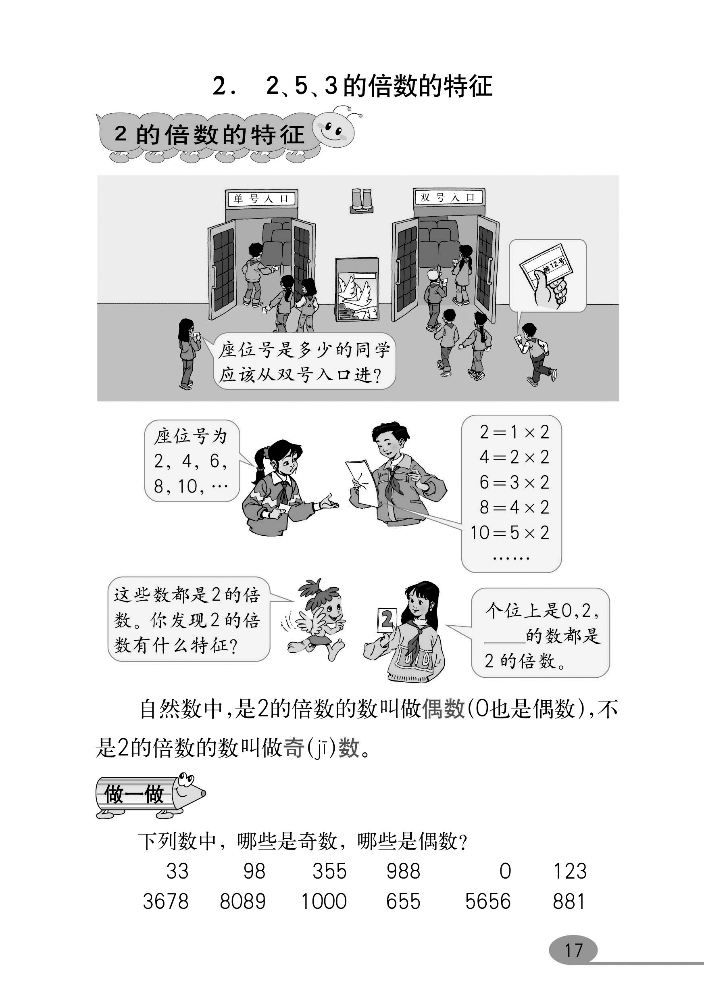 2. 2、5、3的倍数的特征
2的倍数的特征
单号入口
双号入口
排12号
座位号是多少的同学
应该从双号入口进？
座位号为
2，4，6，
8，10，…
2＝1×2
4＝2×2
6＝3×2
8＝4×2
10＝5×2
……
这些数都是2的倍
数。你发现2的倍
数有什么特征？
2
个位上是0，2，
_____的数都是
2的倍数。
自然数中，是2的倍数的数叫做偶数（0也是偶数），不
是2的倍数的数叫做奇（jī）数。
做一做
下列数中，哪些是奇数，哪些是偶数？
33 98 355 988 0 123
3678 8089 1000 655 5656 881
17